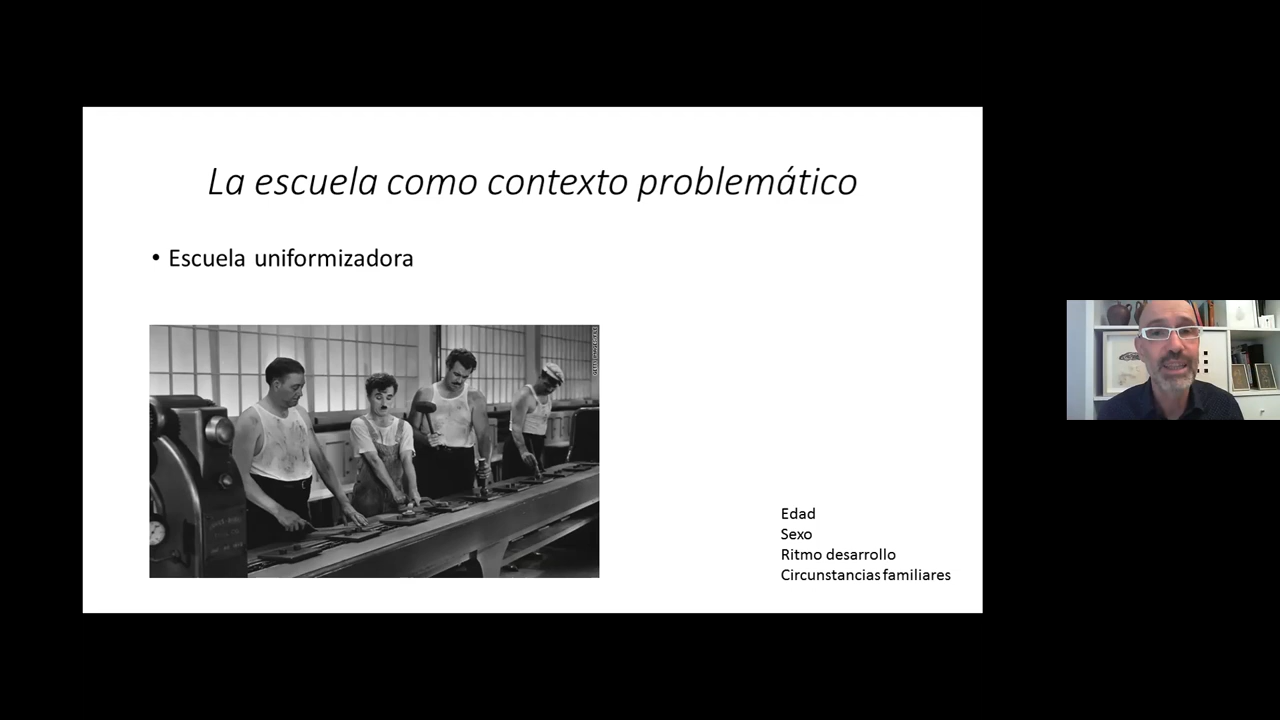 La escuela como contexto problemático
• Escuela uniformizadora
Edad
Sexo
Ritmo desarrollo
Circunstancias familiares